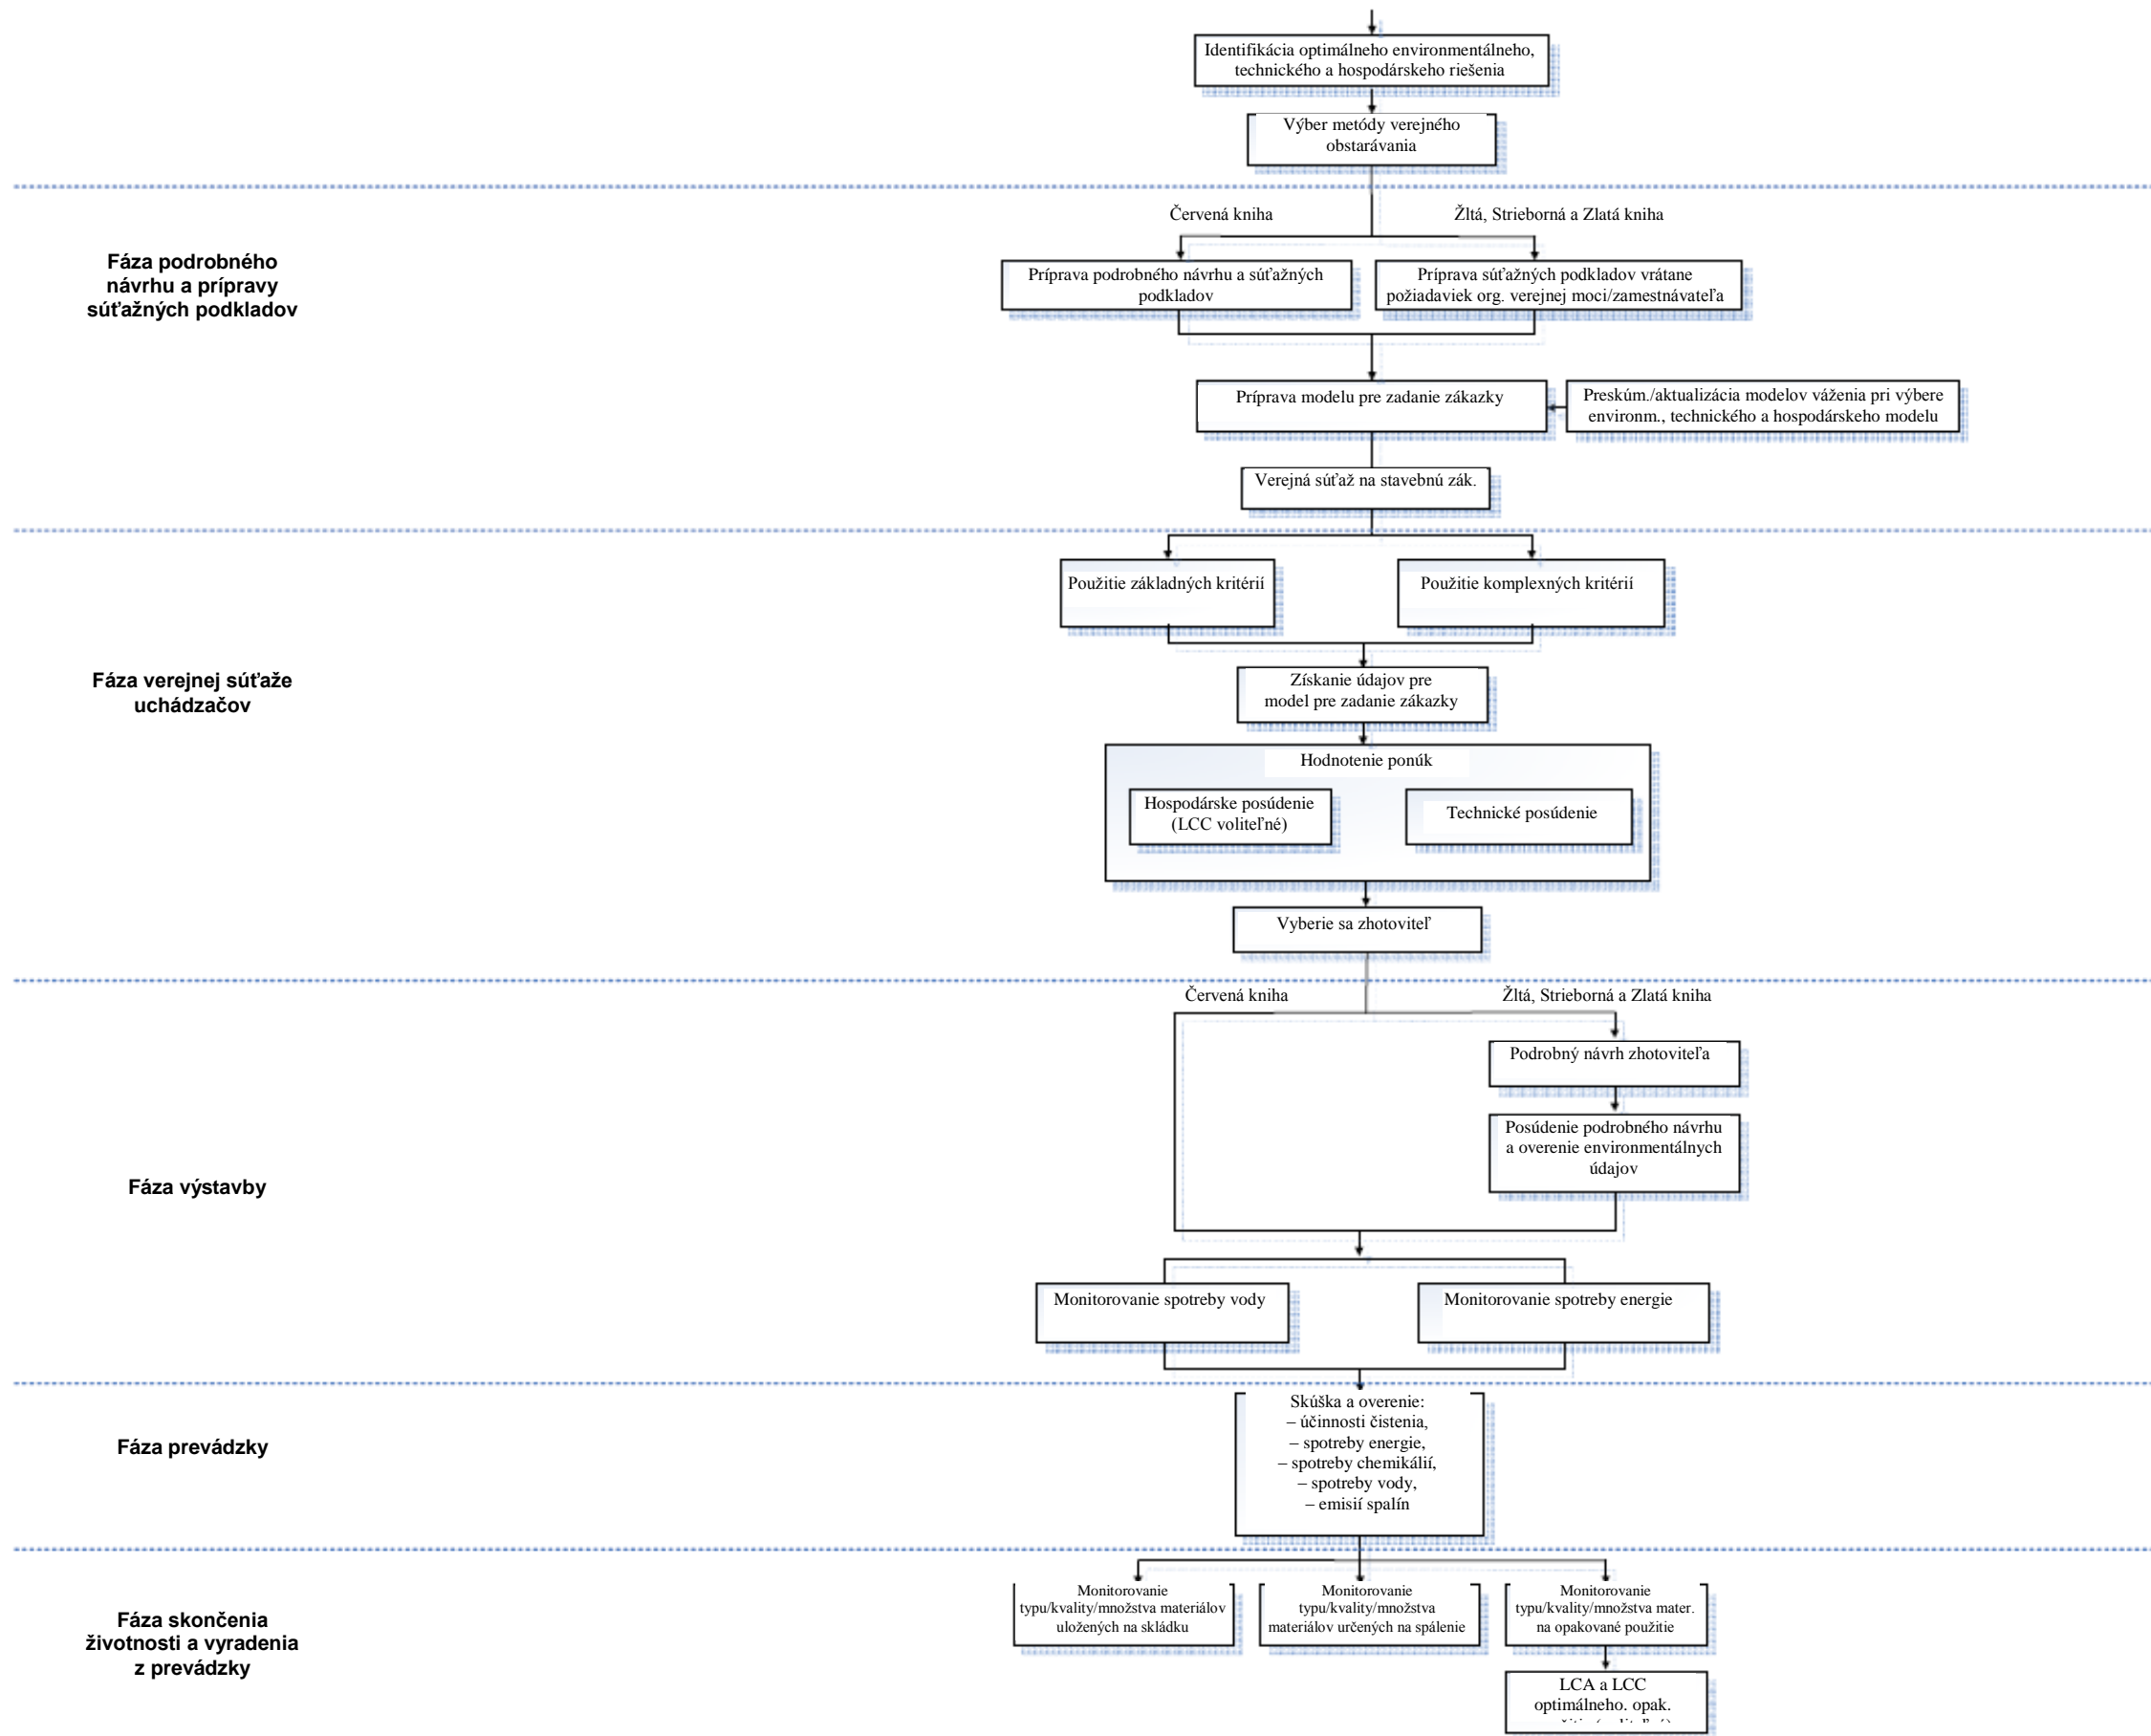 Identifikácia optimálneho environmentálneho,
technického a hospodárskeho riešenia
Výber metódy verejného
obstarávania
Červená kniha
Žltá, Strieborná a Zlatá kniha
Fáza podrobného
návrhu a prípravy
súťažných podkladov
Príprava podrobného návrhu a súťažných
podkladov
Príprava súťažných podkladov vrátane
požiadaviek org. verejnej moci/zamestnávateľa
Príprava modelu pre zadanie zákazky
Preskúm./aktualizácia modelov váženia pri výbere
environm., technického a hospodárskeho modelu
Verejná súťaž na stavebnú zák.
Použitie základných kritérií
Použitie komplexných kritérií
Fáza verejnej súťaže
uchádzačov
Získanie údajov pre
model pre zadanie zákazky
Hodnotenie ponúk
Hospodárske posúdenie
(LCC voliteľné)
Technické posúdenie
Vyberie sa zhotoviteľ
Červená kniha
Žltá, Strieborná a Zlatá kniha
Podrobný návrh zhotoviteľa
Posúdenie podrobného návrhu
a overenie environmentálnych
údajov
Fáza výstavby
Monitorovanie spotreby vody
Monitorovanie spotreby energie
Fáza prevádzky
Skúška a overenie:
– účinnosti čistenia,
– spotreby energie,
– spotreby chemikálií,
– spotreby vody,
– emisií spalín
Fáza skončenia
životnosti a vyradenia
z prevádzky
Monitorovanie
typu/kvality/množstva materiálov
uložených na skládku
Monitorovanie
typu/kvality/množstva
materiálov určených na spálenie
Monitorovanie
typu/kvality/množstva mater.
na opakované použitie
LCA a LCC
optimálneho. opak.